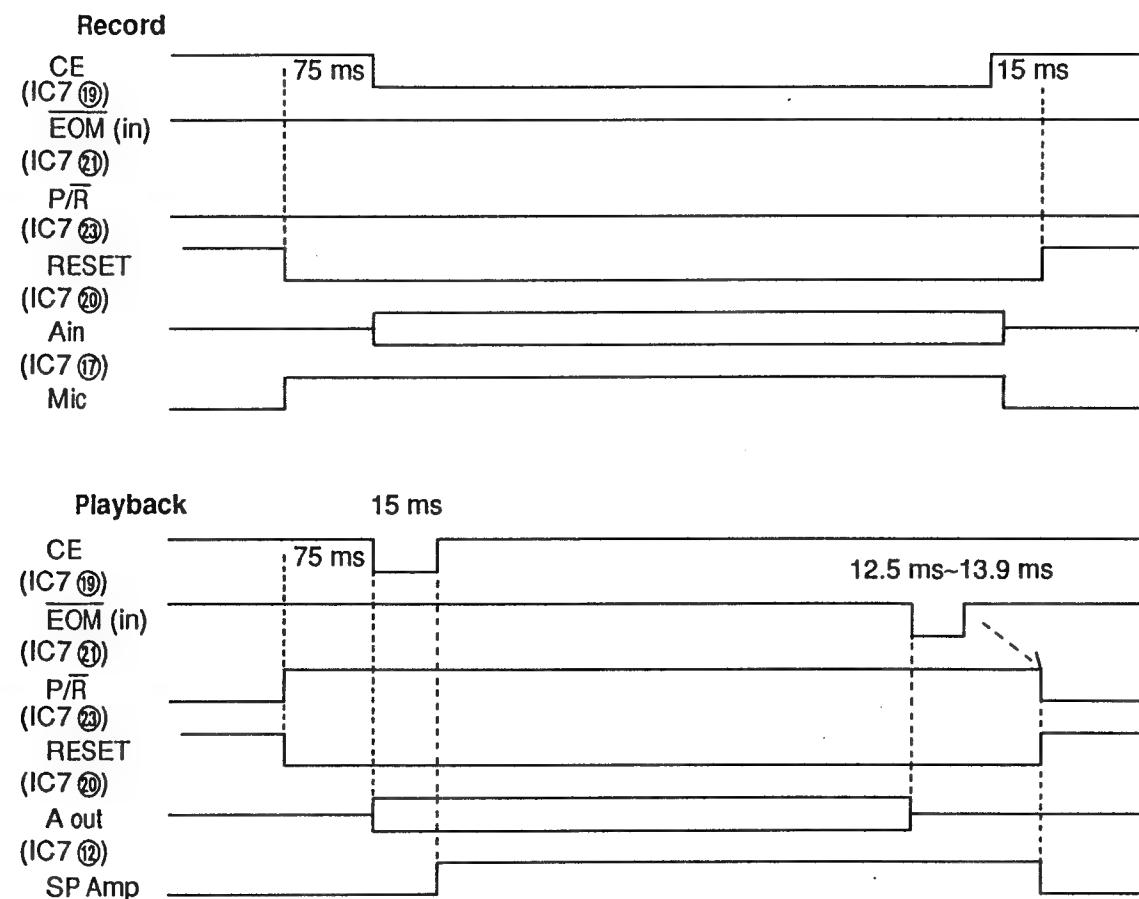 Record
CE
75 ms
15 ms
(IC7 ⑲)
E̅O̅M̅ (in)
(IC7 ㉑)
P/R̅
(IC7 ㉓)
RESET
(IC7 ⑳)
Ain
(IC7 ⑰)
Mic
Playback
15 ms
CE
75 ms
12.5 ms~13.9 ms
(IC7 ⑲)
E̅O̅M̅ (in)
(IC7 ㉑)
P/R̅
(IC7 ㉓)
RESET
(IC7 ⑳)
A out
(IC7 ⑫)
SP Amp